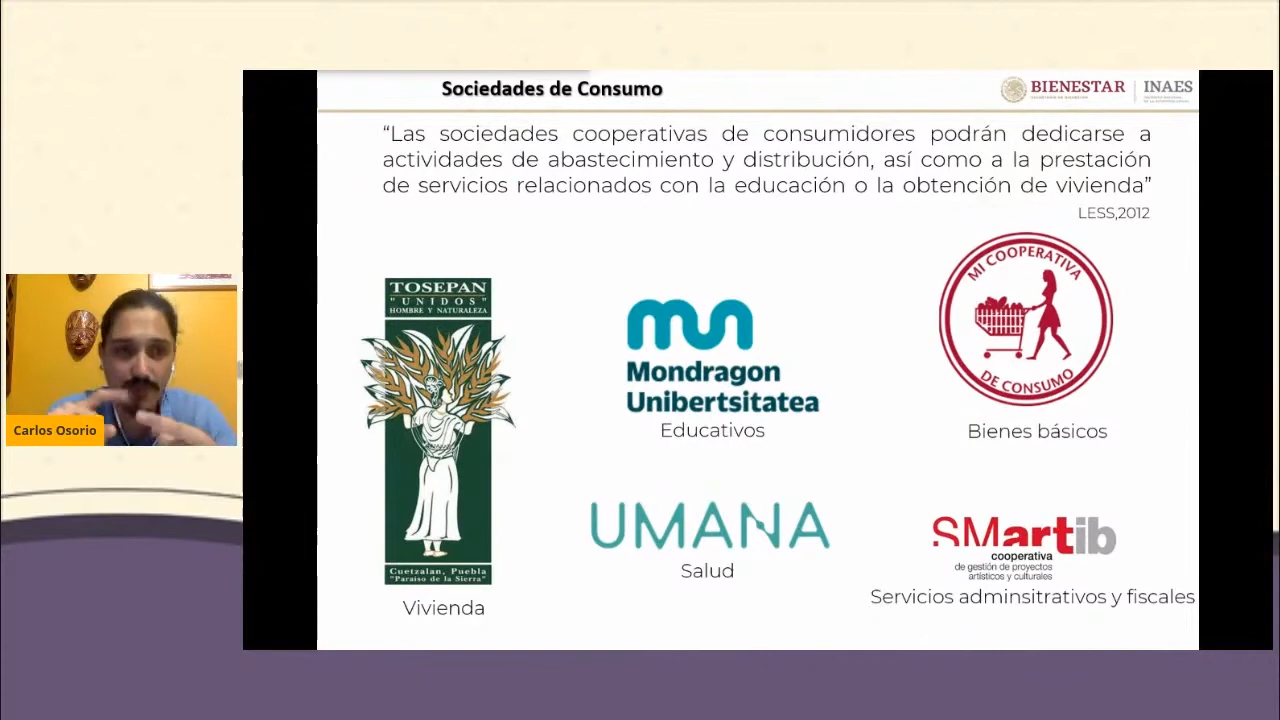 Sociedades de Consumo
BIENESTAR
INAES
“Las sociedades cooperativas de consumidores podrán dedicarse a
actividades de abastecimiento y distribución, así como a la prestación
de servicios relacionados con la educación o la obtención de vivienda”
LESS,2012
TOSEPAN
"UNIDOS"
HOMBRE Y NATURALEZA
Cuetzalan, Puebla
"Paraiso de la Sierra"
Vivienda
Mondragon
Unibertsitatea
Educativos
MI COOPERATIVA
DE CONSUMO
Bienes básicos
UMANA
Salud
SMartib
cooperativa
de gestión de proyectos
artísticos y culturales
Servicios adminsitrativos y fiscales
Carlos Osorio